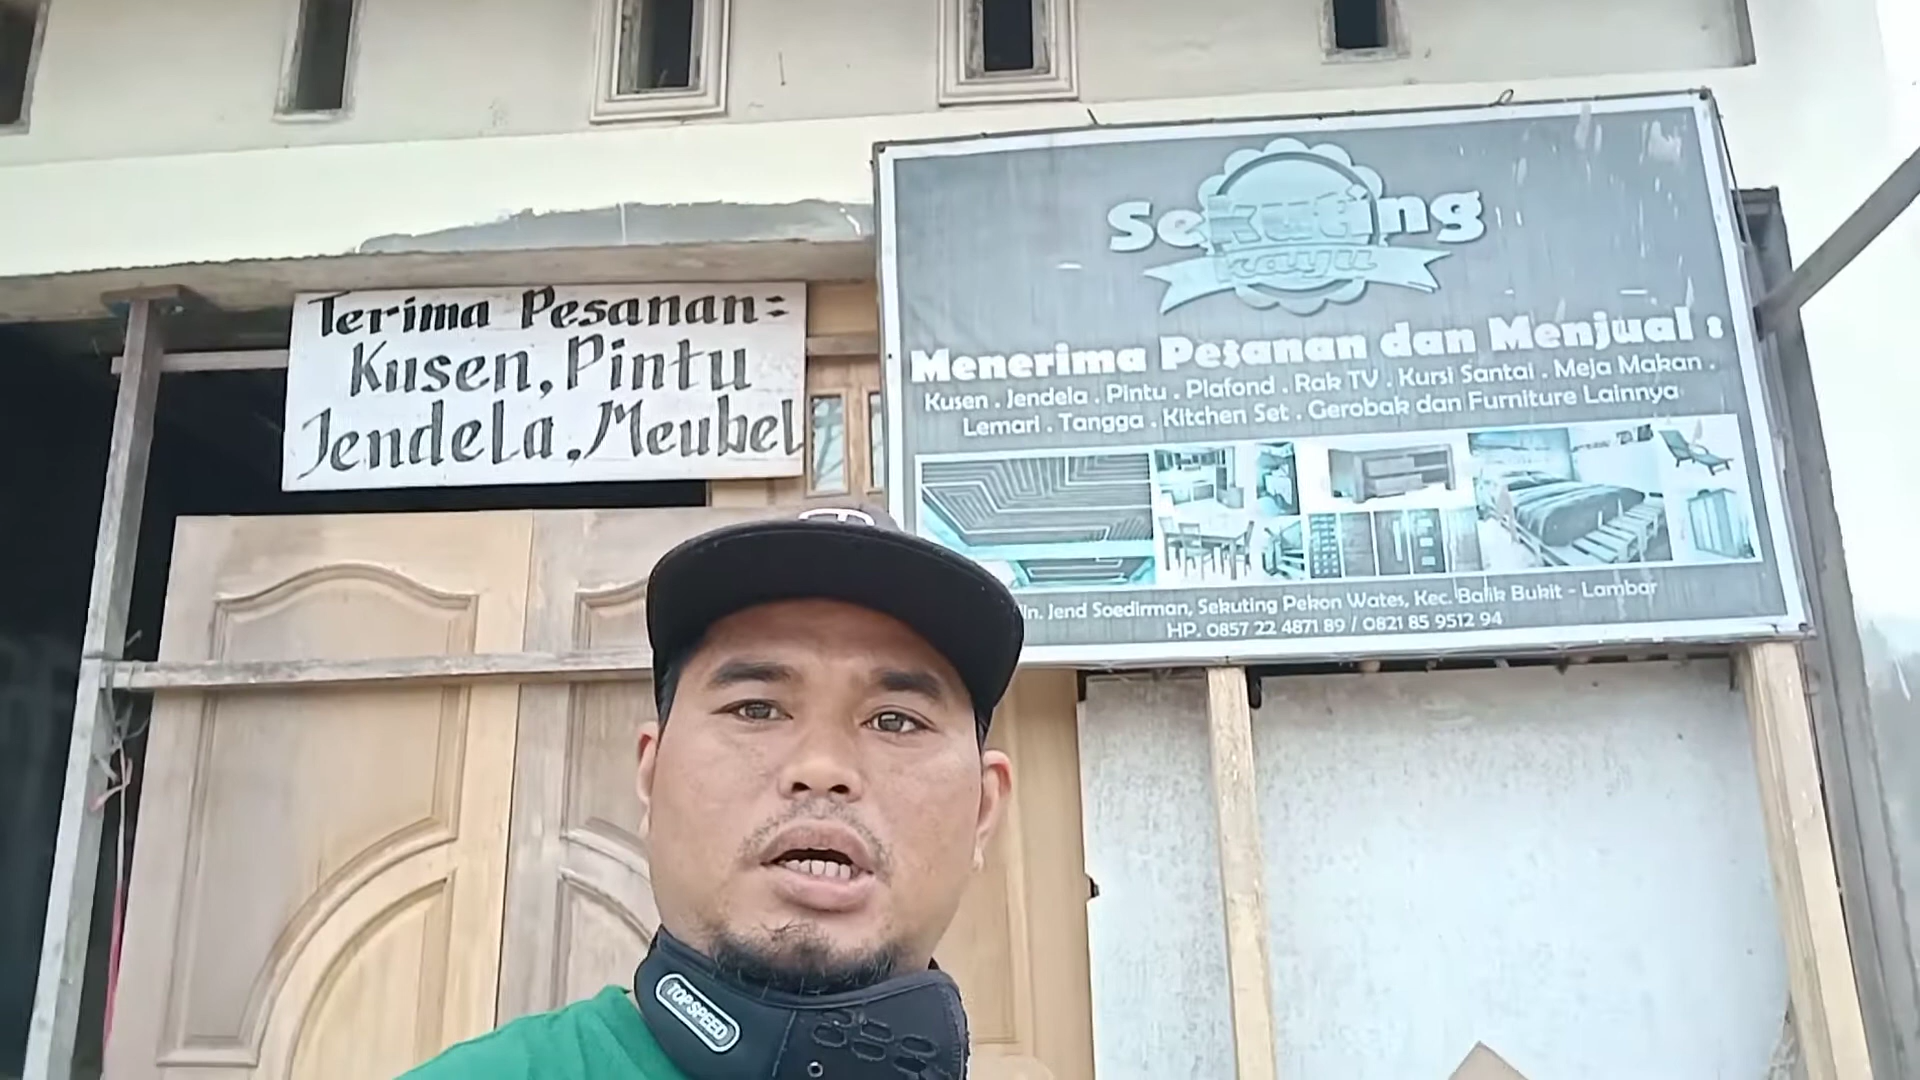 Terima Pesanan:
Kusen, Pintu
Jendela, Meubel
Sekuting
kayu
Menerima Pesanan dan Menjual :
Kusen . Jendela . Pintu . Plafond . Rak TV . Kursi Santai . Meja Makan .
Lemari . Tangga . Kitchen Set . Gerobak dan Furniture Lainnya
Jln. Jend Soedirman, Sekuting Pekon Wates, Kec. Balik Bukit - Lambar
HP. 0857 22 4871 89 / 0821 85 9512 94
TOP SPEED